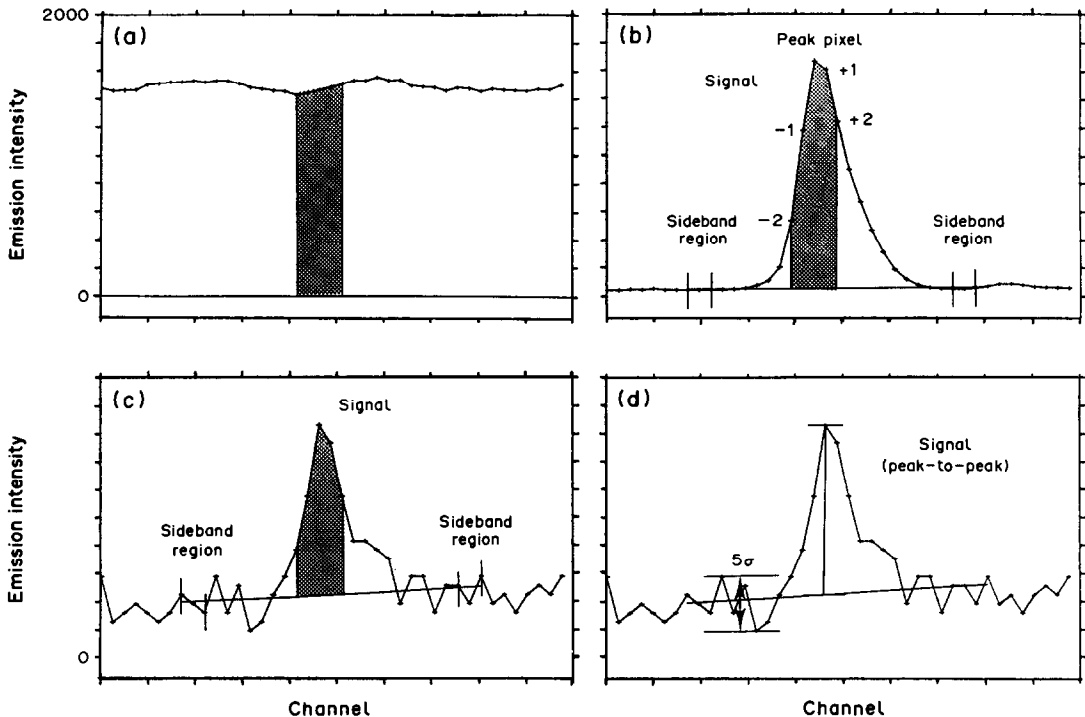 2000
(a)
Emission intensity
0
(b)
Peak pixel
Signal
+1
-1
+2
-2
Sideband
region
Sideband
region
(c)
Signal
Emission intensity
Sideband
region
Sideband
region
0
Channel
(d)
Signal
(peak-to-peak)
5σ
Channel